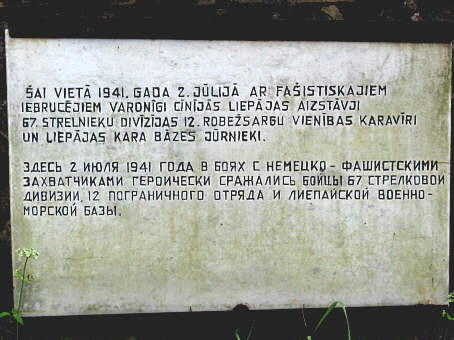 ŠAI VIETĀ 1941. GADA 2. JŪLIJĀ AR FAŠISTISKAJIEM
IEBRUCĒJIEM VARONĪGI CĪNĪJĀS LIEPĀJAS AIZSTĀVJI
67. STRELNIEKU DIVĪZIJAS 12. ROBEŽSARGU VIENĪBAS KARAVĪRI
UN LIEPĀJAS KARA BĀZES JŪRNIEKI.
ЗДЕСЬ 2 ИЮЛЯ 1941 ГОДА В БОЯХ С НЕМЕЦКО-ФАШИСТСКИМИ
ЗАХВАТЧИКАМИ ГЕРОИЧЕСКИ СРАЖАЛИСЬ БОЙЦЫ 67 СТРЕЛКОВОЙ
ДИВИЗИИ, 12 ПОГРАНИЧНОГО ОТРЯДА И ЛИЕПАЙСКОЙ ВОЕННО-
МОРСКОЙ БАЗЫ.